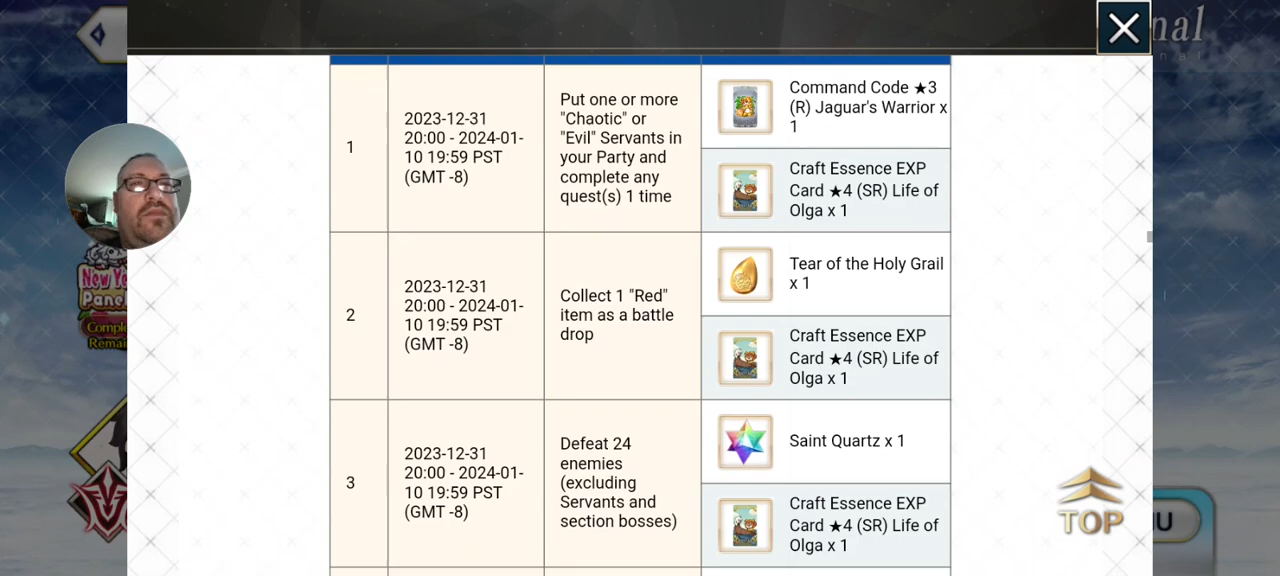 nal
1
2023-12-31
20:00 - 2024-01-
10 19:59 PST
(GMT -8)
Put one or more
"Chaotic" or
"Evil" Servants in
your Party and
complete any
quest(s) 1 time
Command Code ★3
(R) Jaguar's Warrior x
1
Craft Essence EXP
Card ★4 (SR) Life of
Olga x 1
2
2023-12-31
20:00 - 2024-01-
10 19:59 PST
(GMT -8)
Collect 1 "Red"
item as a battle
drop
Tear of the Holy Grail
x 1
Craft Essence EXP
Card ★4 (SR) Life of
Olga x 1
3
2023-12-31
20:00 - 2024-01-
10 19:59 PST
(GMT -8)
Defeat 24
enemies
(excluding
Servants and
section bosses)
Saint Quartz x 1
Craft Essence EXP
Card ★4 (SR) Life of
Olga x 1
New Ye
Pane
Comple
Remai
TOP
U